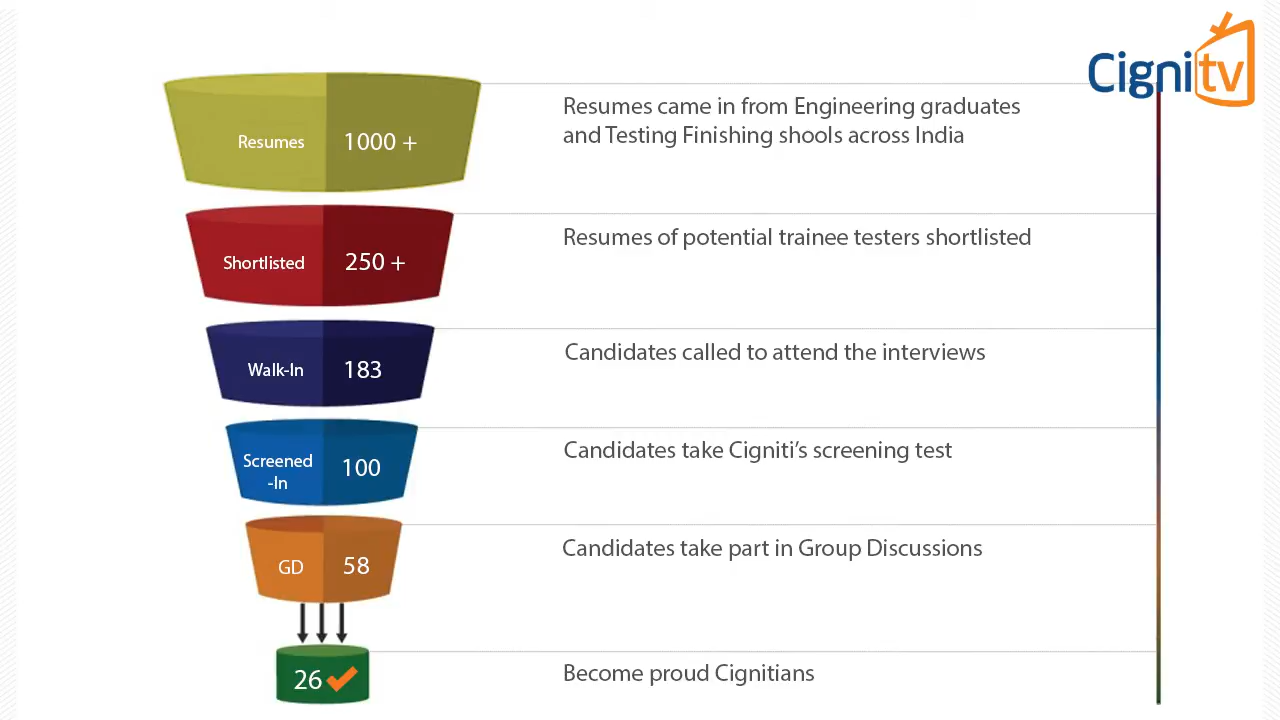 Cignitv
Resumes 1000 +
Resumes came in from Engineering graduates
and Testing Finishing shools across India
Shortlisted 250 +
Resumes of potential trainee testers shortlisted
Walk-In 183
Candidates called to attend the interviews
Screened
-In
100
Candidates take Cigniti's screening test
GD 58
Candidates take part in Group Discussions
26
Become proud Cignitians